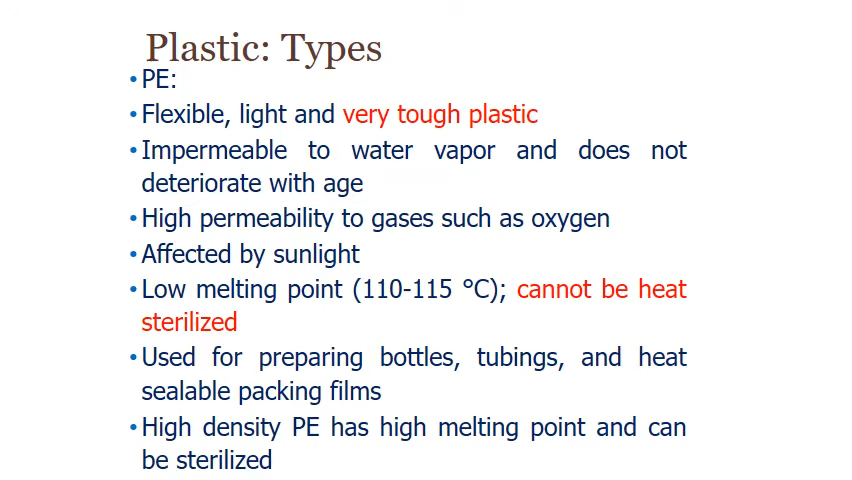 Plastic: Types
• PE:
• Flexible, light and very tough plastic
• Impermeable to water vapor and does not
deteriorate with age
• High permeability to gases such as oxygen
• Affected by sunlight
• Low melting point (110-115 °C); cannot be heat
sterilized
• Used for preparing bottles, tubings, and heat
sealable packing films
• High density PE has high melting point and can
be sterilized